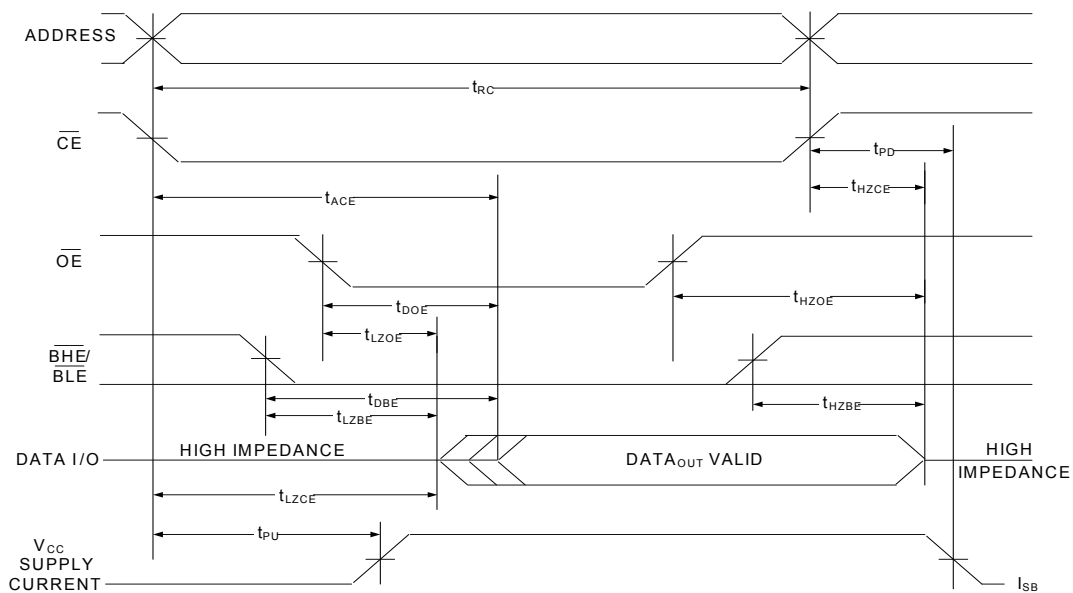 ADDRESS
tRC
CE
tPD
tHZCE
tACE
OE
tDOE
tHZOE
tLZOE
BHE/
BLE
tDBE
tHZBE
tLZBE
HIGH IMPEDANCE
DATA I/O
DATAOUT VALID
HIGH
IMPEDANCE
tLZCE
tPU
VCC
SUPPLY
CURRENT
ISB